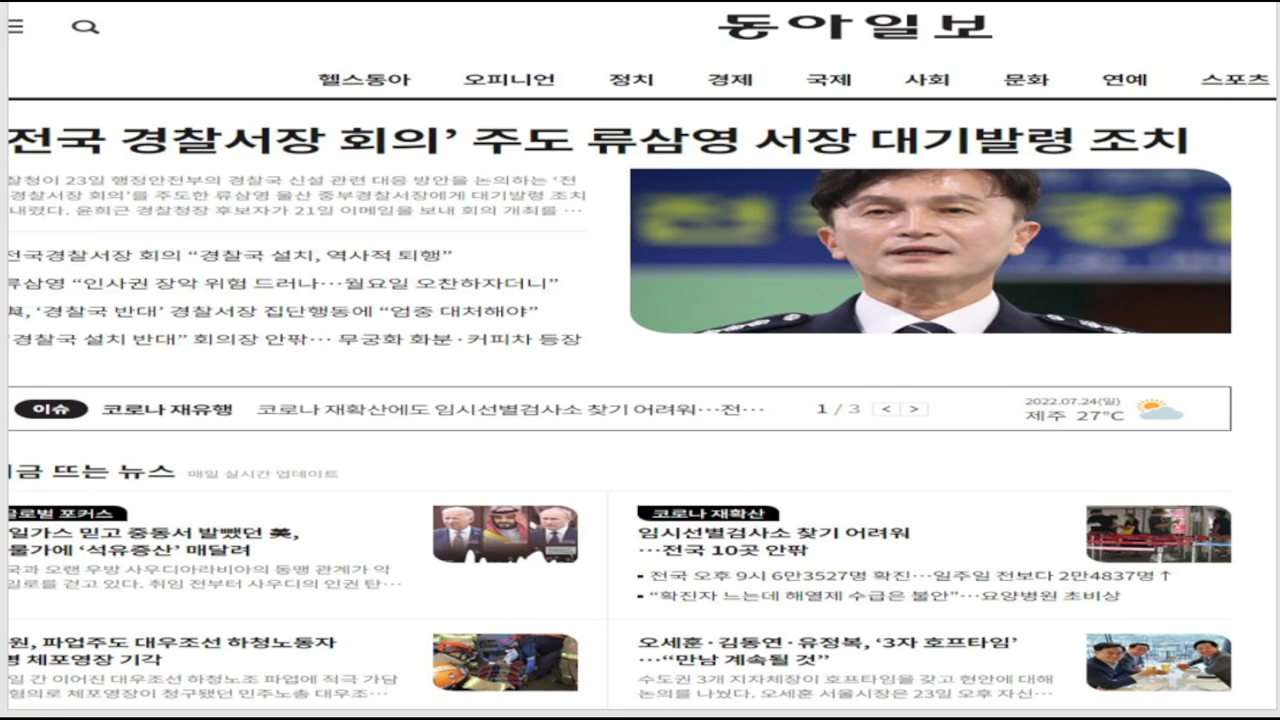 동아일보
헬스동아 오피니언 정치 경제 국제 사회 문화 연예 스포츠
전국 경찰서장 회의’ 주도 류삼영 서장 대기발령 조치
찰청이 23일 행정안전부의 경찰국 신설 관련 대응 방안을 논의하는 ‘전
경찰서장 회의’를 주도한 류삼영 울산 중부경찰서장에게 대기발령 조치
내렸다. 윤희근 경찰청장 후보자가 21일 이메일을 보내 회의 개최를 …
전국경찰서장 회의 “경찰국 설치, 역사적 퇴행”
류삼영 “인사권 장악 위험 드러나…월요일 오찬하자더니”
‘경찰국 반대’ 경찰서장 집단행동에 “엄중 대처해야”
경찰국 설치 반대” 회의장 안팎… 무궁화 화분·커피차 등장
전국 경찰
이슈 코로나 재유행 코로나 재확산에도 임시선별검사소 찾기 어려워…전… 1 / 3 < >
2022.07.24(일)
제주 27°C
금 뜨는 뉴스 매일 실시간 업데이트
글로벌 포커스
일가스 믿고 중동서 발뺐던 美,
물가에 ‘석유증산’ 매달려
국과 오랜 우방 사우디아라비아의 동맹 관계가 악
일로를 걷고 있다. 취임 전부터 사우디의 인권 탄…
코로나 재확산
임시선별검사소 찾기 어려워
…전국 10곳 안팎
▪ 전국 오후 9시 6만3527명 확진…일주일 전보다 2만4837명↑
▪ “확진자 느는데 해열제 수급은 불안”…요양병원 초비상
원, 파업주도 대우조선 하청노동자
명 체포영장 기각
일 간 이어진 대우조선 하청노조 파업에 적극 가담
혐의로 체포영장이 청구됐던 민주노총 대우조…
오세훈·김동연·유정복, ‘3자 호프타임’
…“만남 계속될 것”
수도권 3개 지자체장이 호프타임을 갖고 현안에 대해
논의를 나눴다. 오세훈 서울시장은 23일 오후 자신…